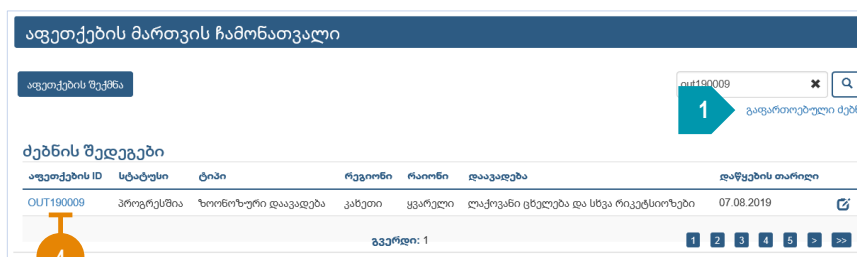 აფეთქების მართვის ჩამონათვალი
აფეთქების შექმნა
out190009
1
გაფართოებული ძებნ
ძებნის შედეგები
აფეთქების ID სტატუსი ტიპი რეგიონი რაიონი დაავადება დაწყების თარიღი
OUT190009 პროგრესშია ზოონოზური დაავადება კახეთი ყვარელი ლაქოვანი ცხელება და სხვა რიკეტსიოზები 07.08.2019
გვერდი: 1 1 2 3 4 5 > >>